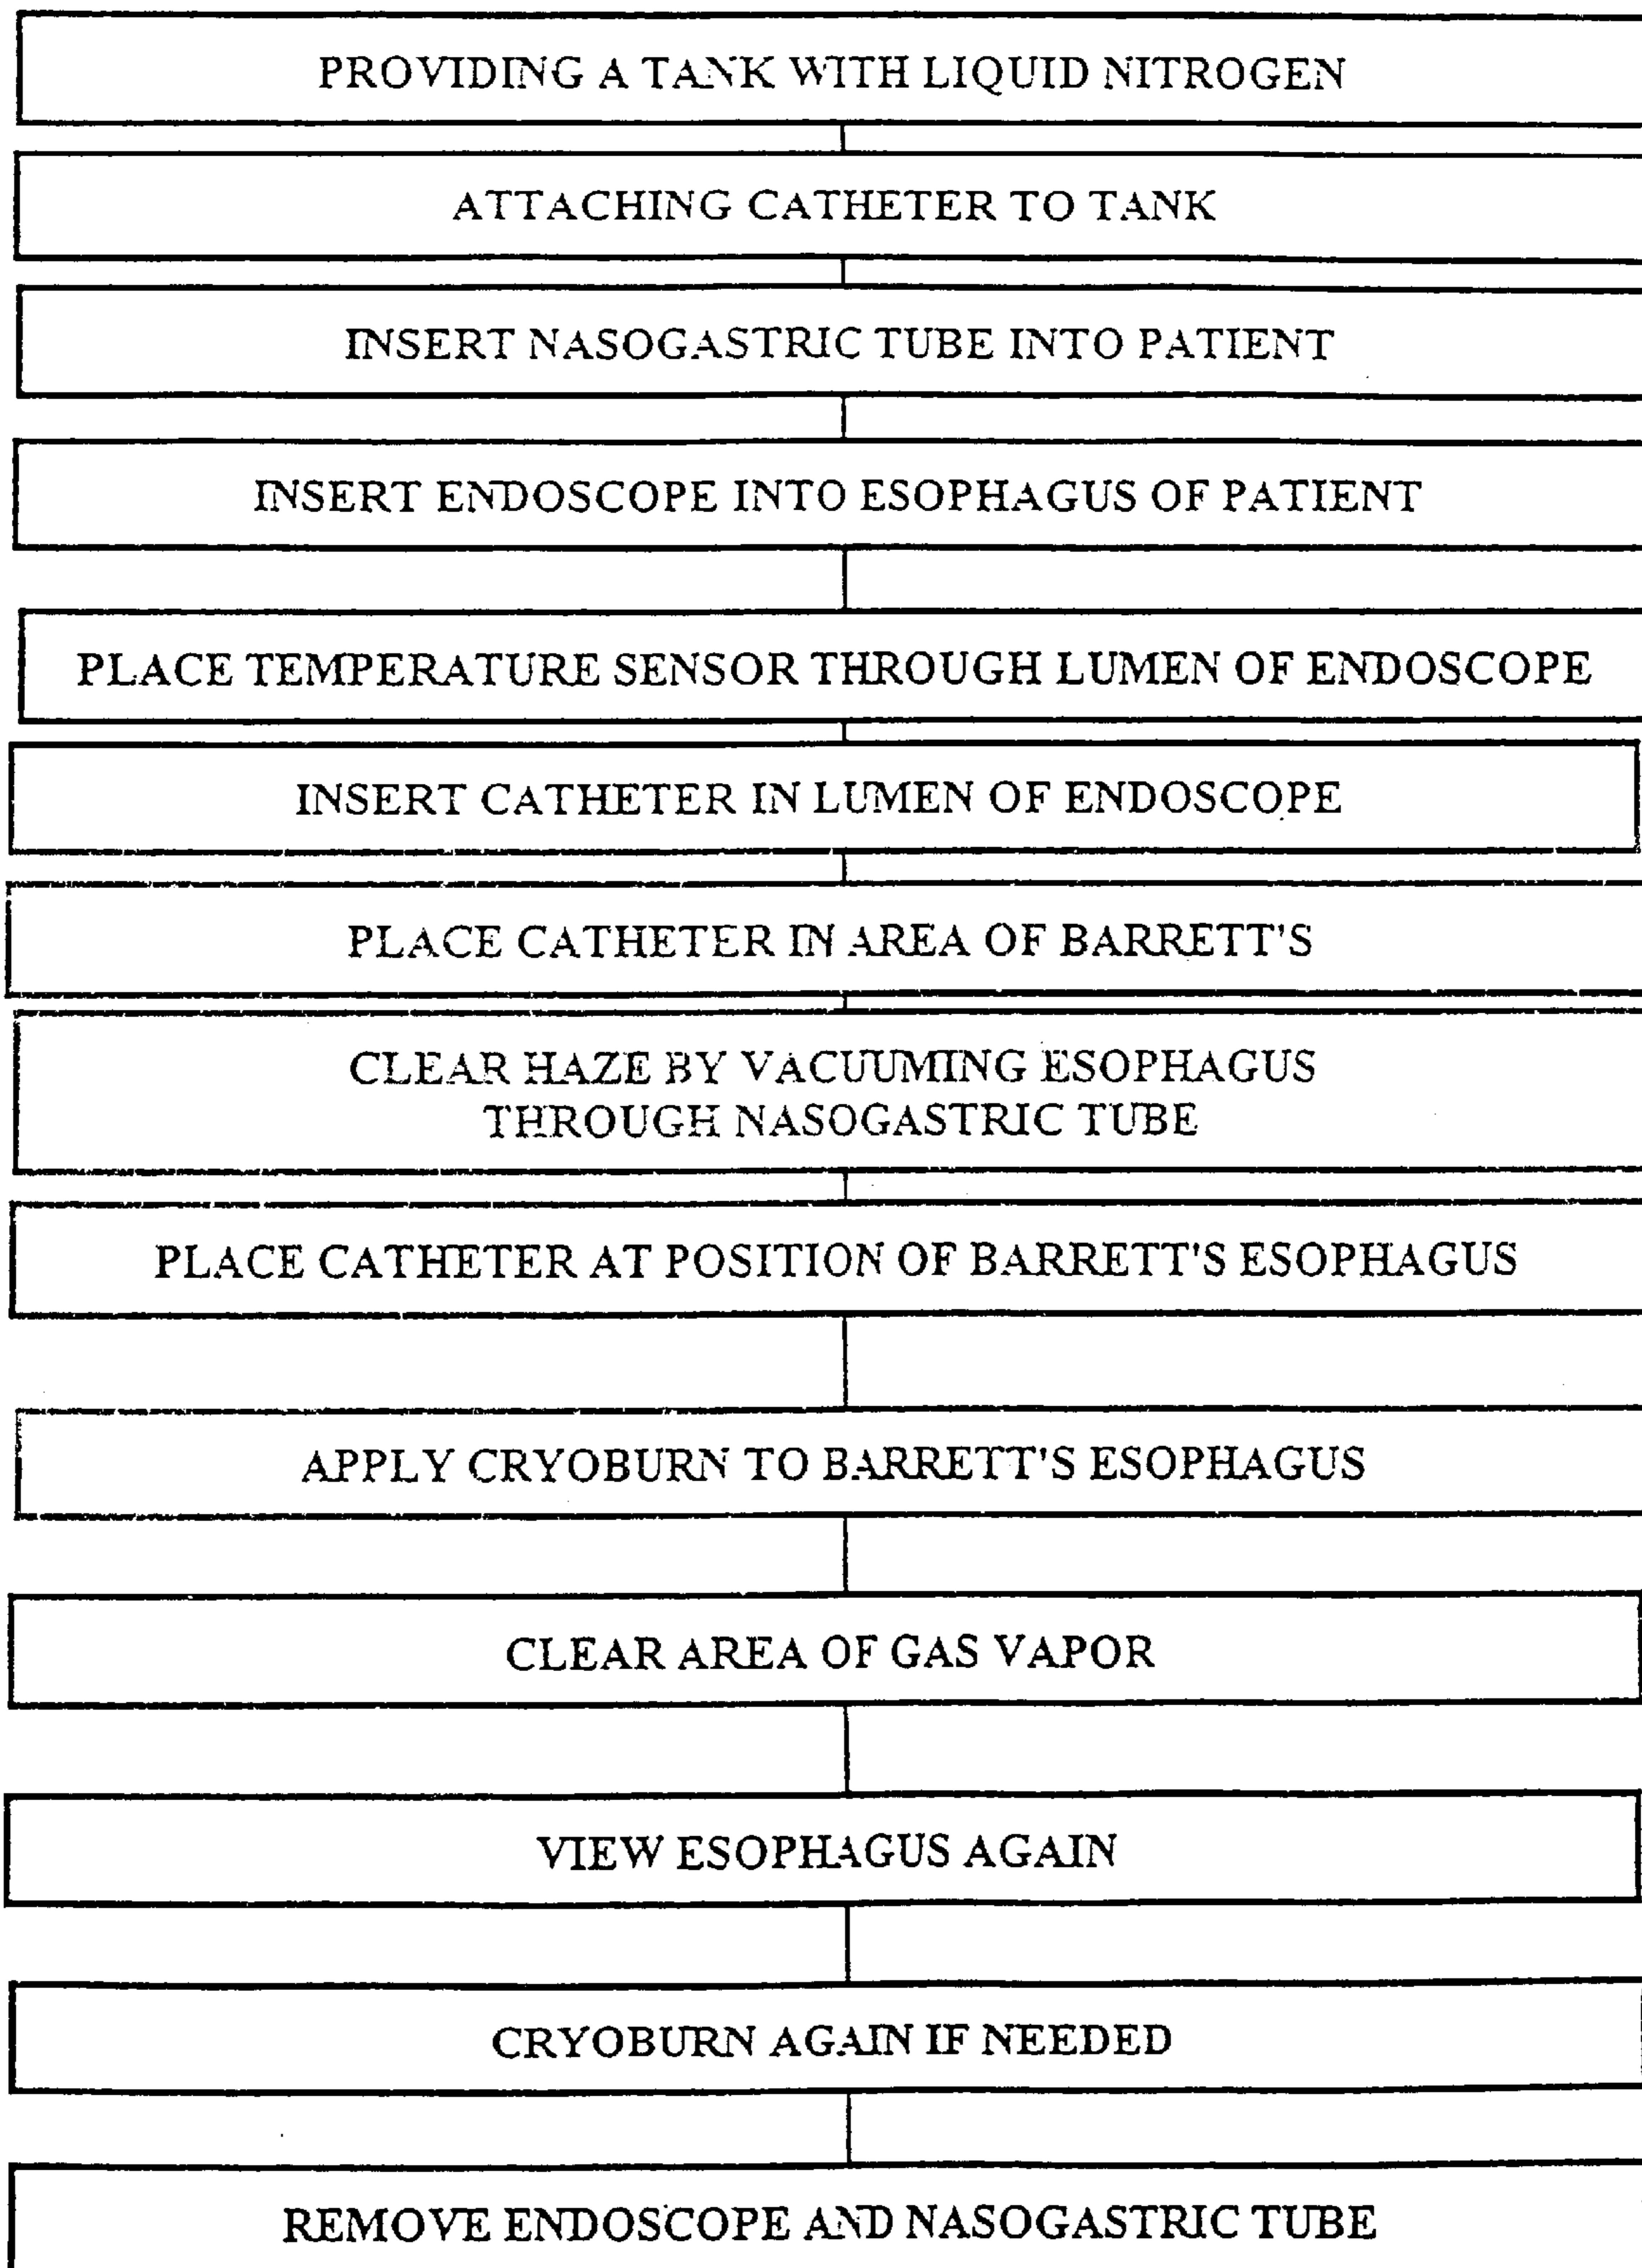 PROVIDING A TANK WITH LIQUID NITROGEN
ATTACHING CATHETER TO TANK
INSERT NASOGASTRIC TUBE INTO PATIENT
INSERT ENDOSCOPE INTO ESOPHAGUS OF PATIENT
PLACE TEMPERATURE SENSOR THROUGH LUMEN OF ENDOSCOPE
INSERT CATHETER IN LUMEN OF ENDOSCOPE
PLACE CATHETER IN AREA OF BARRETT'S
CLEAR HAZE BY VACUUMING ESOPHAGUS
THROUGH NASOGASTRIC TUBE
PLACE CATHETER AT POSITION OF BARRETT'S ESOPHAGUS
APPLY CRYOBURN TO BARRETT'S ESOPHAGUS
CLEAR AREA OF GAS VAPOR
VIEW ESOPHAGUS AGAIN
CRYOBURN AGAIN IF NEEDED
REMOVE ENDOSCOPE AND NASOGASTRIC TUBE